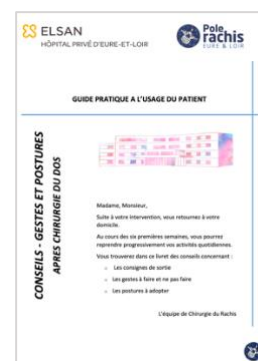 ELSAN
HÔPITAL PRIVÉ D'EURE-ET-LOIR
Pole
rachis
EURE & LOIR
GUIDE PRATIQUE A L'USAGE DU PATIENT
CONSEILS - GESTES ET POSTURES
APRES CHIRURGIE DU DOS
Madame, Monsieur,
Suite à votre intervention, vous retournez à votre
domicile.
Au cours des six premières semaines, vous pourrez
reprendre progressivement vos activités quotidiennes.
Vous trouverez dans ce livret des conseils concernant :
- Les consignes de sortie
- Les gestes à faire et ne pas faire
- Les postures à adopter
L'équipe de Chirurgie du Rachis